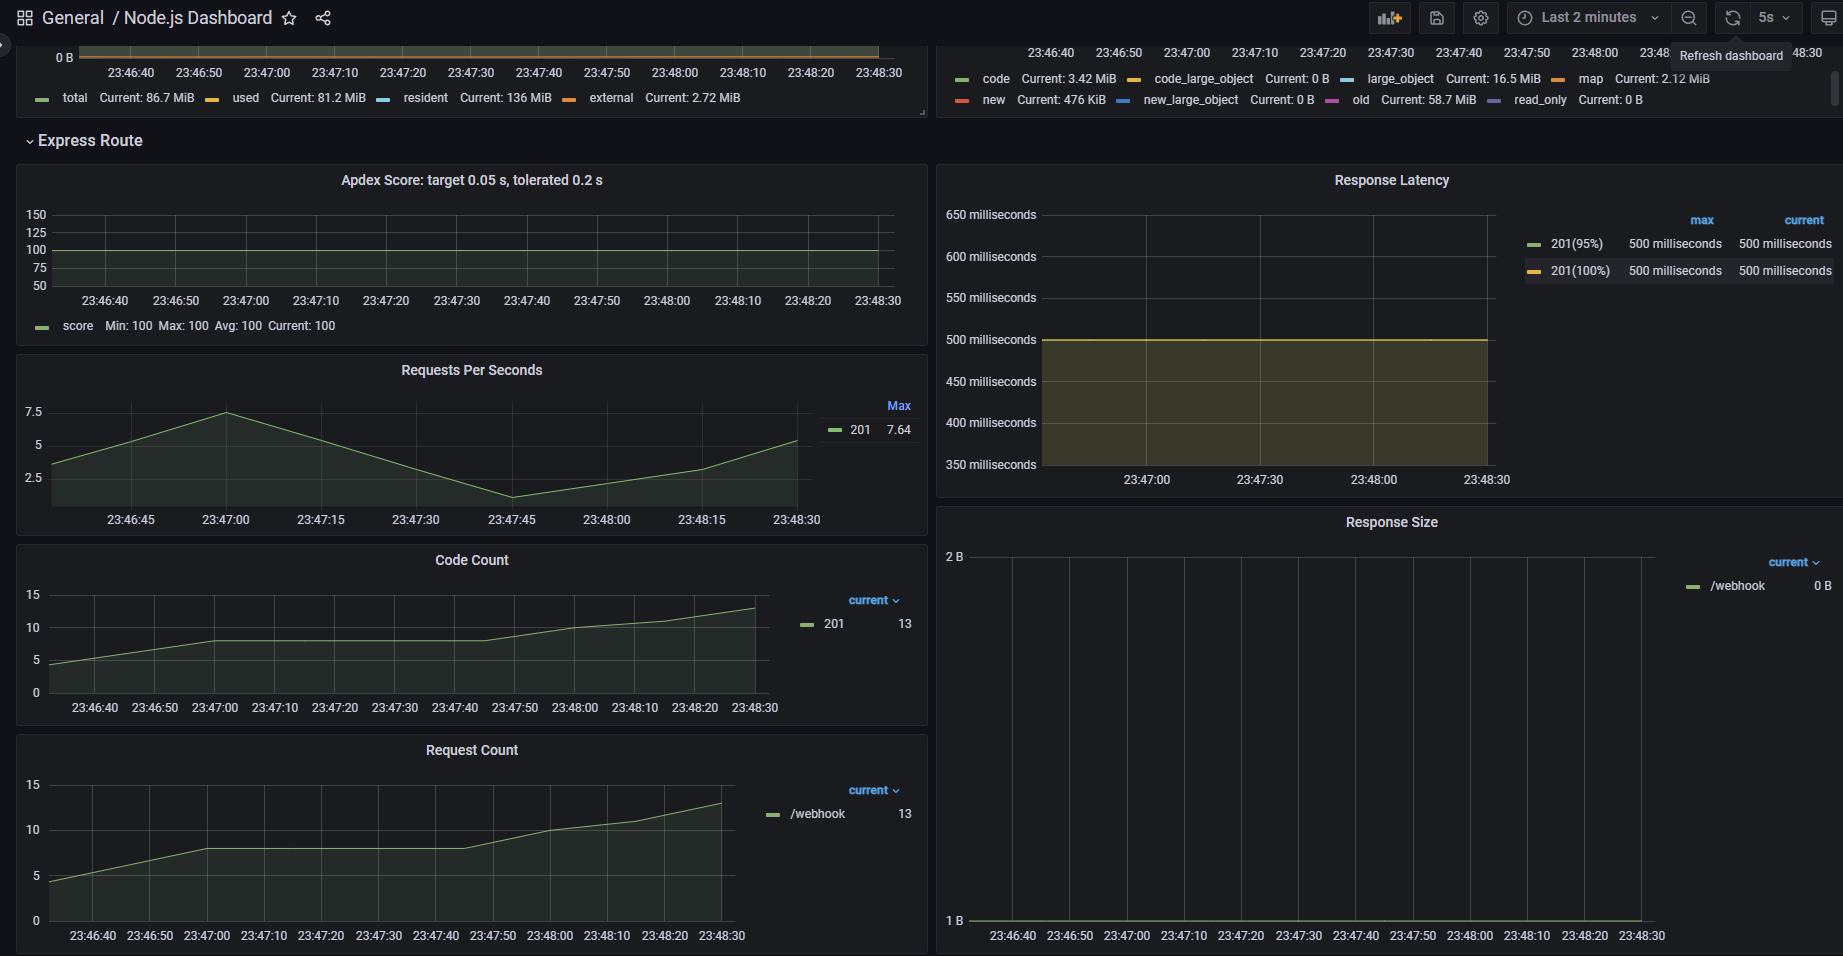 General / Node.js Dashboard
Last 2 minutes
5s
Refresh dashboard
0 B
23:46:40 23:46:50 23:47:00 23:47:10 23:47:20 23:47:30 23:47:40 23:47:50 23:48:00 23:48:10 23:48:20 23:48:30
total Current: 86.7 MiB used Current: 81.2 MiB resident Current: 136 MiB external Current: 2.72 MiB
23:46:40 23:46:50 23:47:00 23:47:10 23:47:20 23:47:30 23:47:40 23:47:50 23:48:00 23:48 48:30
code Current: 3.42 MiB code_large_object Current: 0 B large_object Current: 16.5 MiB map Current: 2.12 MiB
new Current: 476 KiB new_large_object Current: 0 B old Current: 58.7 MiB read_only Current: 0 B
Express Route
Apdex Score: target 0.05 s, tolerated 0.2 s
150
125
100
75
50
23:46:40 23:46:50 23:47:00 23:47:10 23:47:20 23:47:30 23:47:40 23:47:50 23:48:00 23:48:10 23:48:20 23:48:30
score Min: 100 Max: 100 Avg: 100 Current: 100
Requests Per Seconds
7.5
5
2.5
23:46:45 23:47:00 23:47:15 23:47:30 23:47:45 23:48:00 23:48:15 23:48:30
Max
201 7.64
Code Count
15
10
5
0
23:46:40 23:46:50 23:47:00 23:47:10 23:47:20 23:47:30 23:47:40 23:47:50 23:48:00 23:48:10 23:48:20 23:48:30
current
201 13
Request Count
15
10
5
0
23:46:40 23:46:50 23:47:00 23:47:10 23:47:20 23:47:30 23:47:40 23:47:50 23:48:00 23:48:10 23:48:20 23:48:30
current
/webhook 13
Response Latency
650 milliseconds
600 milliseconds
550 milliseconds
500 milliseconds
450 milliseconds
400 milliseconds
350 milliseconds
23:47:00 23:47:30 23:48:00 23:48:30
max current
201(95%) 500 milliseconds 500 milliseconds
201(100%) 500 milliseconds 500 milliseconds
Response Size
2 B
1 B
23:46:40 23:46:50 23:47:00 23:47:10 23:47:20 23:47:30 23:47:40 23:47:50 23:48:00 23:48:10 23:48:20 23:48:30
current
/webhook 0 B